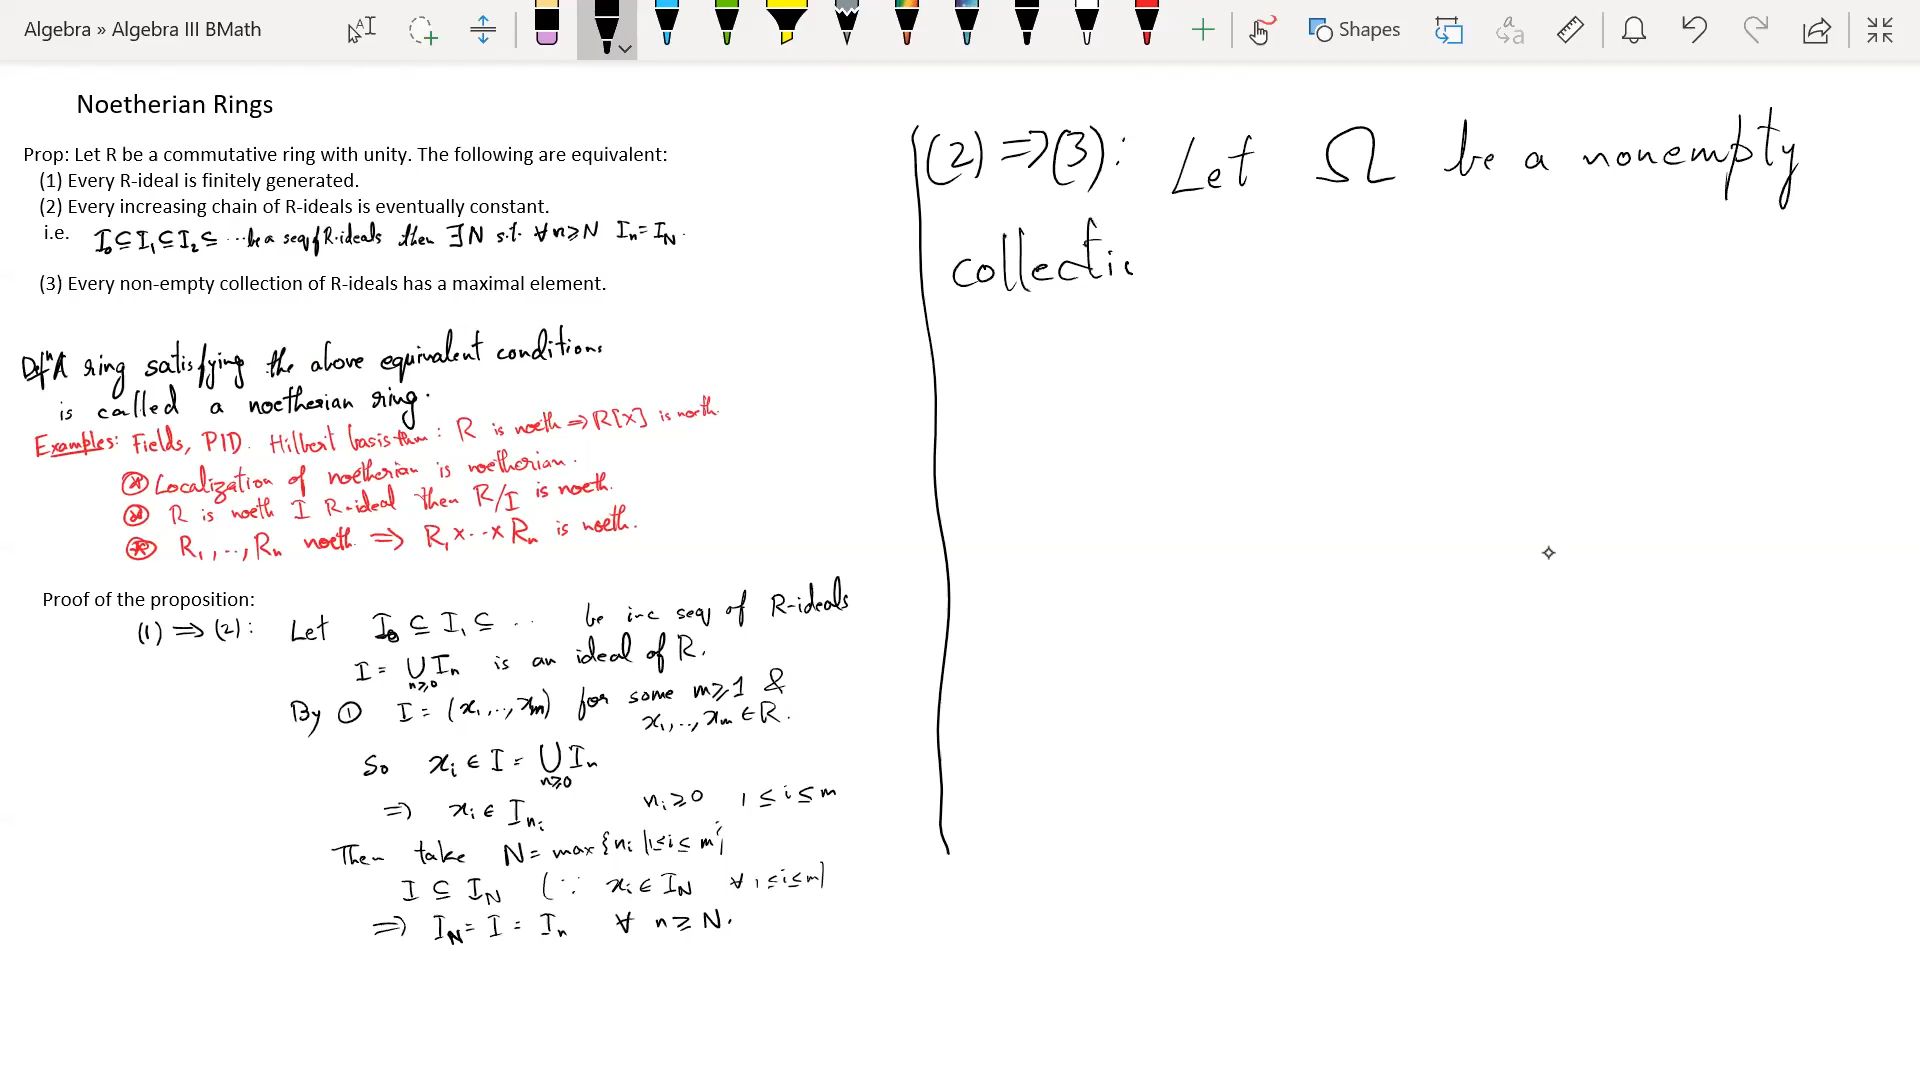 Algebra » Algebra III BMath
Shapes
Noetherian Rings
Prop: Let R be a commutative ring with unity. The following are equivalent:
(1) Every R-ideal is finitely generated.
(2) Every increasing chain of R-ideals is eventually constant.
i.e. I₀ ⊆ I₁ ⊆ I₂ ⊆ ... be a seq of R-ideals then ∃ N s.t. ∀ n ≥ N Iₙ = I_N.
(3) Every non-empty collection of R-ideals has a maximal element.
Defⁿ A ring satisfying the above equivalent conditions
is called a noetherian ring.
Examples: Fields, PID. Hilbert basis thm: R is noeth ⇒ R[X] is noeth.
⊛ Localization of noetherian is noetherian.
⊛ R is noeth I R-ideal then R/I is noeth.
⊛ R₁, .., Rₙ noeth. ⇒ R₁ x ... x Rₙ is noeth.
Proof of the proposition:
(1) ⇒ (2): Let I₀ ⊆ I₁ ⊆ ... be inc seq of R-ideals
I = ∪_{n≥0} Iₙ is an ideal of R.
By ① I = (x₁, .., xₘ) for some m ≥ 1 &
x₁, .., xₘ ∈ R.
So xᵢ ∈ I = ∪_{n≥0} Iₙ
⇒ xᵢ ∈ I_{nᵢ} nᵢ ≥ 0 1 ≤ i ≤ m
Then take N = max{nᵢ | 1 ≤ i ≤ m}
I ⊆ I_N (∵ xᵢ ∈ I_N ∀ 1 ≤ i ≤ m)
⇒ I_N = I = Iₙ ∀ n ≥ N.
(2) ⇒ (3): Let Ω be a nonempty
collectio